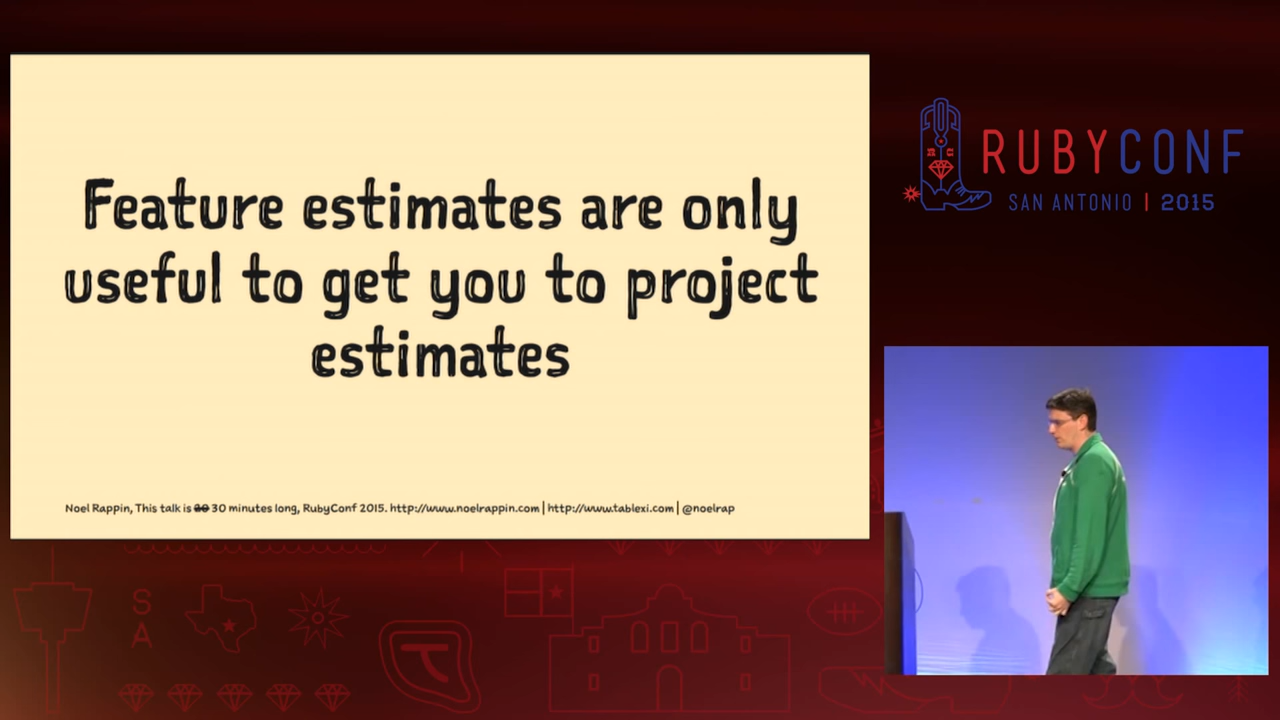 Feature estimates are only
useful to get you to project
estimates
Noel Rappin, This talk is 20 30 minutes long, RubyConf 2015. http://www.noelrappin.com | http://www.tablexi.com | @noelrap
RUBYCONF
SAN ANTONIO | 2015
S
A